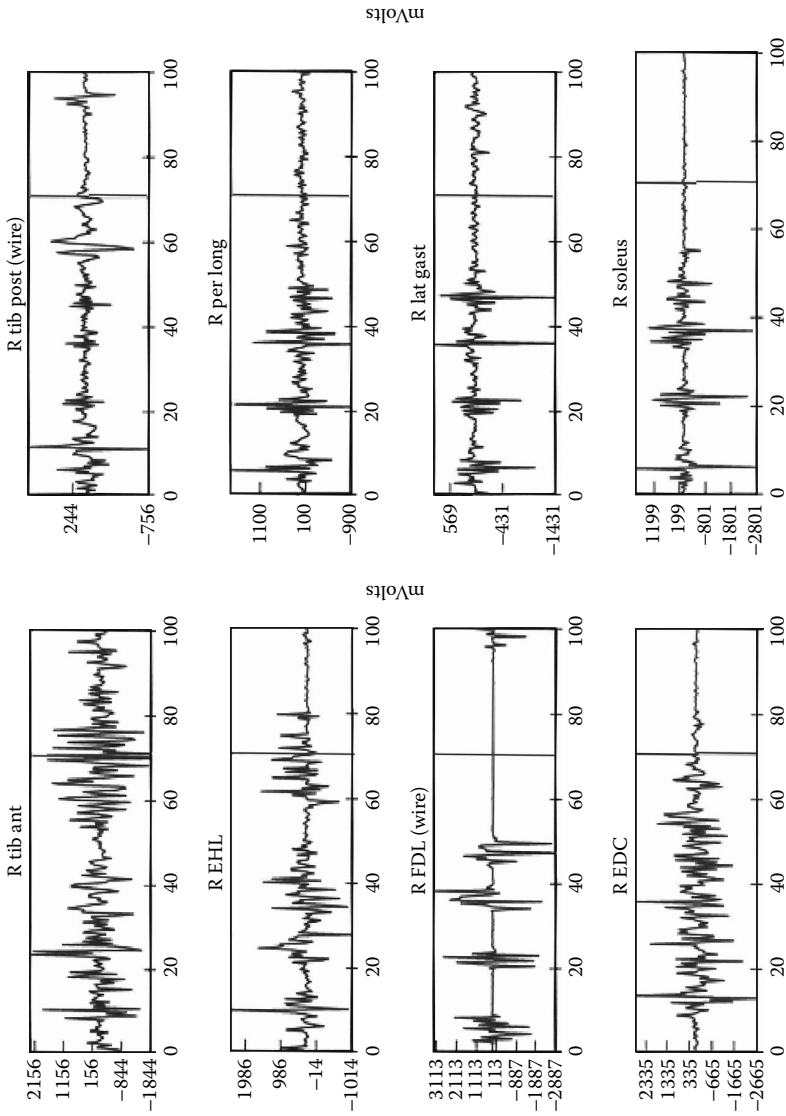 R tib ant
2156
1156
156
−844
−1844
0 20 40 60 80 100
R EHL
1986
986
−14
−1014
0 20 40 60 80 100
R FDL (wire)
3113
2113
1113
113
−887
−1887
−2887
0 20 40 60 80 100
R EDC
2335
1335
335
−665
−1665
−2665
0 20 40 60 80 100
mVolts
R tib post (wire)
244
−756
0 20 40 60 80 100
R per long
1100
100
−900
0 20 40 60 80 100
R lat gast
569
−431
−1431
0 20 40 60 80 100
R soleus
1199
199
−801
−1801
−2801
0 20 40 60 80 100
mVolts